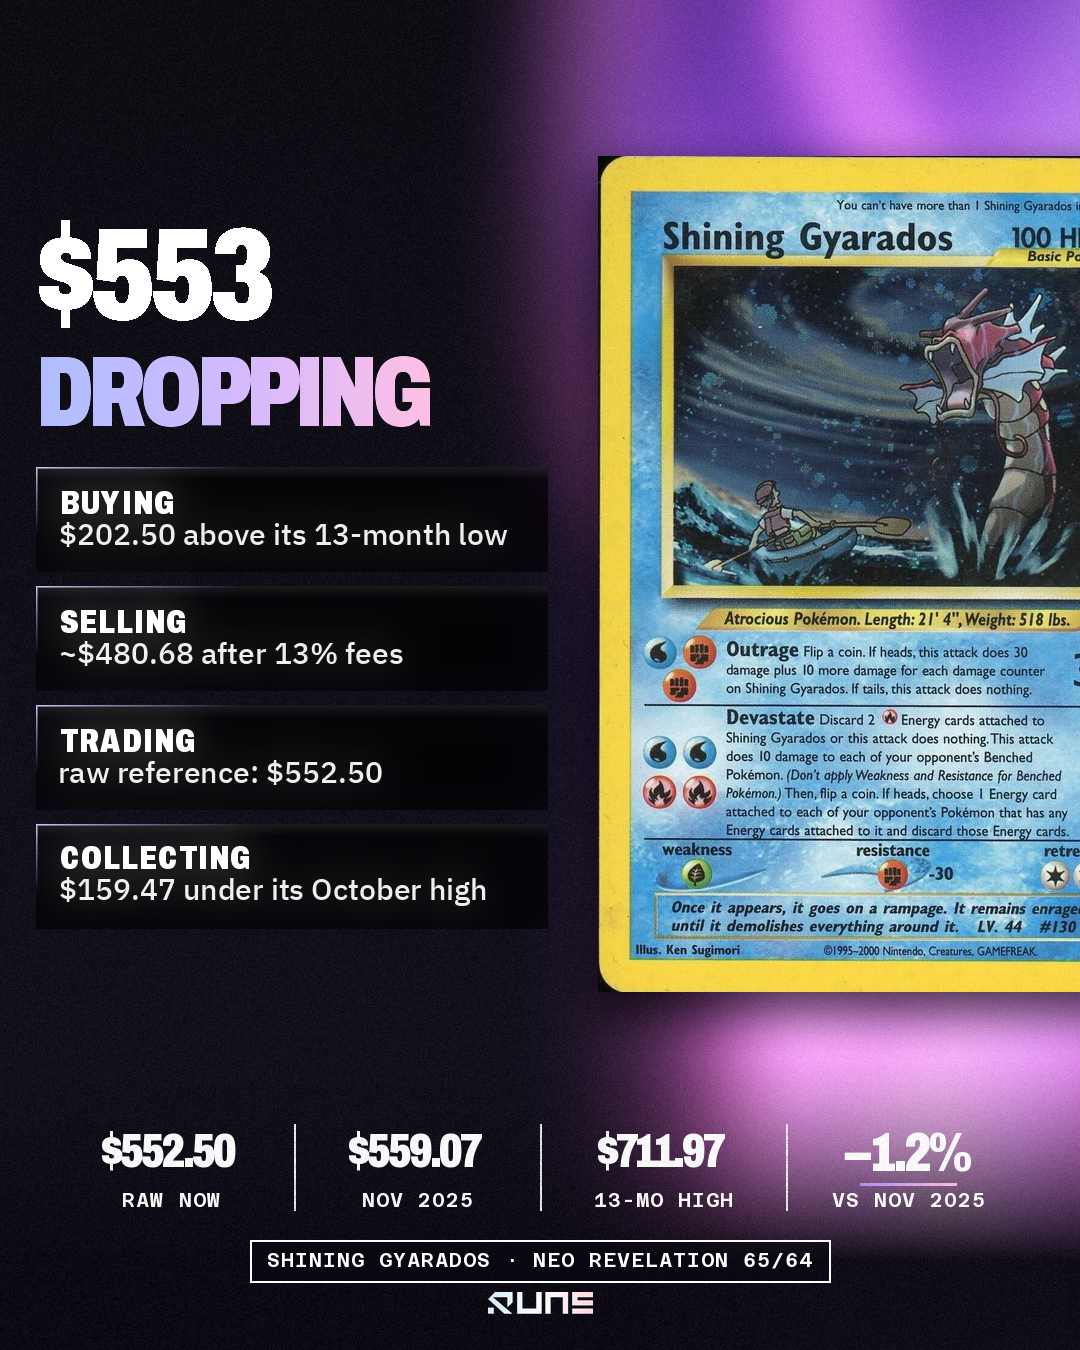 $553
DROPPING
BUYING
$202.50 above its 13-month low
SELLING
~$480.68 after 13% fees
TRADING
raw reference: $552.50
COLLECTING
$159.47 under its October high
You can't have more than 1 Shining Gyarados
Shining Gyarados 100
Basic
Atrocious Pokémon. Length: 21' 4", Weight: 518 lbs.
Outrage Flip a coin. If heads, this attack does 30
damage plus 10 more damage for each damage counter
on Shining Gyarados. If tails, this attack does nothing.
Devastate Discard 2 Energy cards attached to
Shining Gyarados or this attack does nothing. This attack
does 10 damage to each of your opponent's Benched
Pokémon. (Don't apply Weakness and Resistance for Benched
Pokémon.) Then, flip a coin. If heads, choose 1 Energy card
attached to each of your opponent's Pokémon that has any
Energy cards attached to it and discard those Energy cards.
weakness resistance
-30
Once it appears, it goes on a rampage. It remains
until it demolishes everything around it. LV. 44 #130
Illus. Ken Sugimori ©1995–2000 Nintendo, Creatures, GAMEFREAK.
$552.50 $559.07 $711.97 –1.2%
RAW NOW NOV 2025 13-MO HIGH VS NOV 2025
SHINING GYARADOS · NEO REVELATION 65/64
RUNE